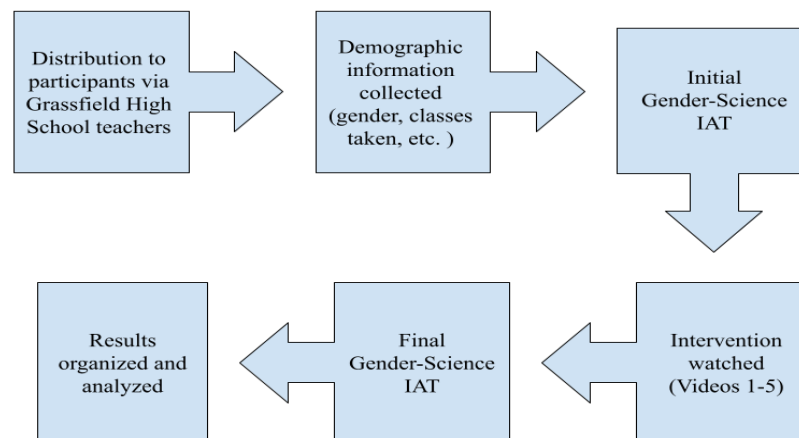 Distribution to
participants via
Grassfield High
School teachers
Demographic
information
collected
(gender, classes
taken, etc. )
Initial
Gender-Science
IAT
Intervention
watched
(Videos 1-5)
Final
Gender-Science
IAT
Results
organized and
analyzed